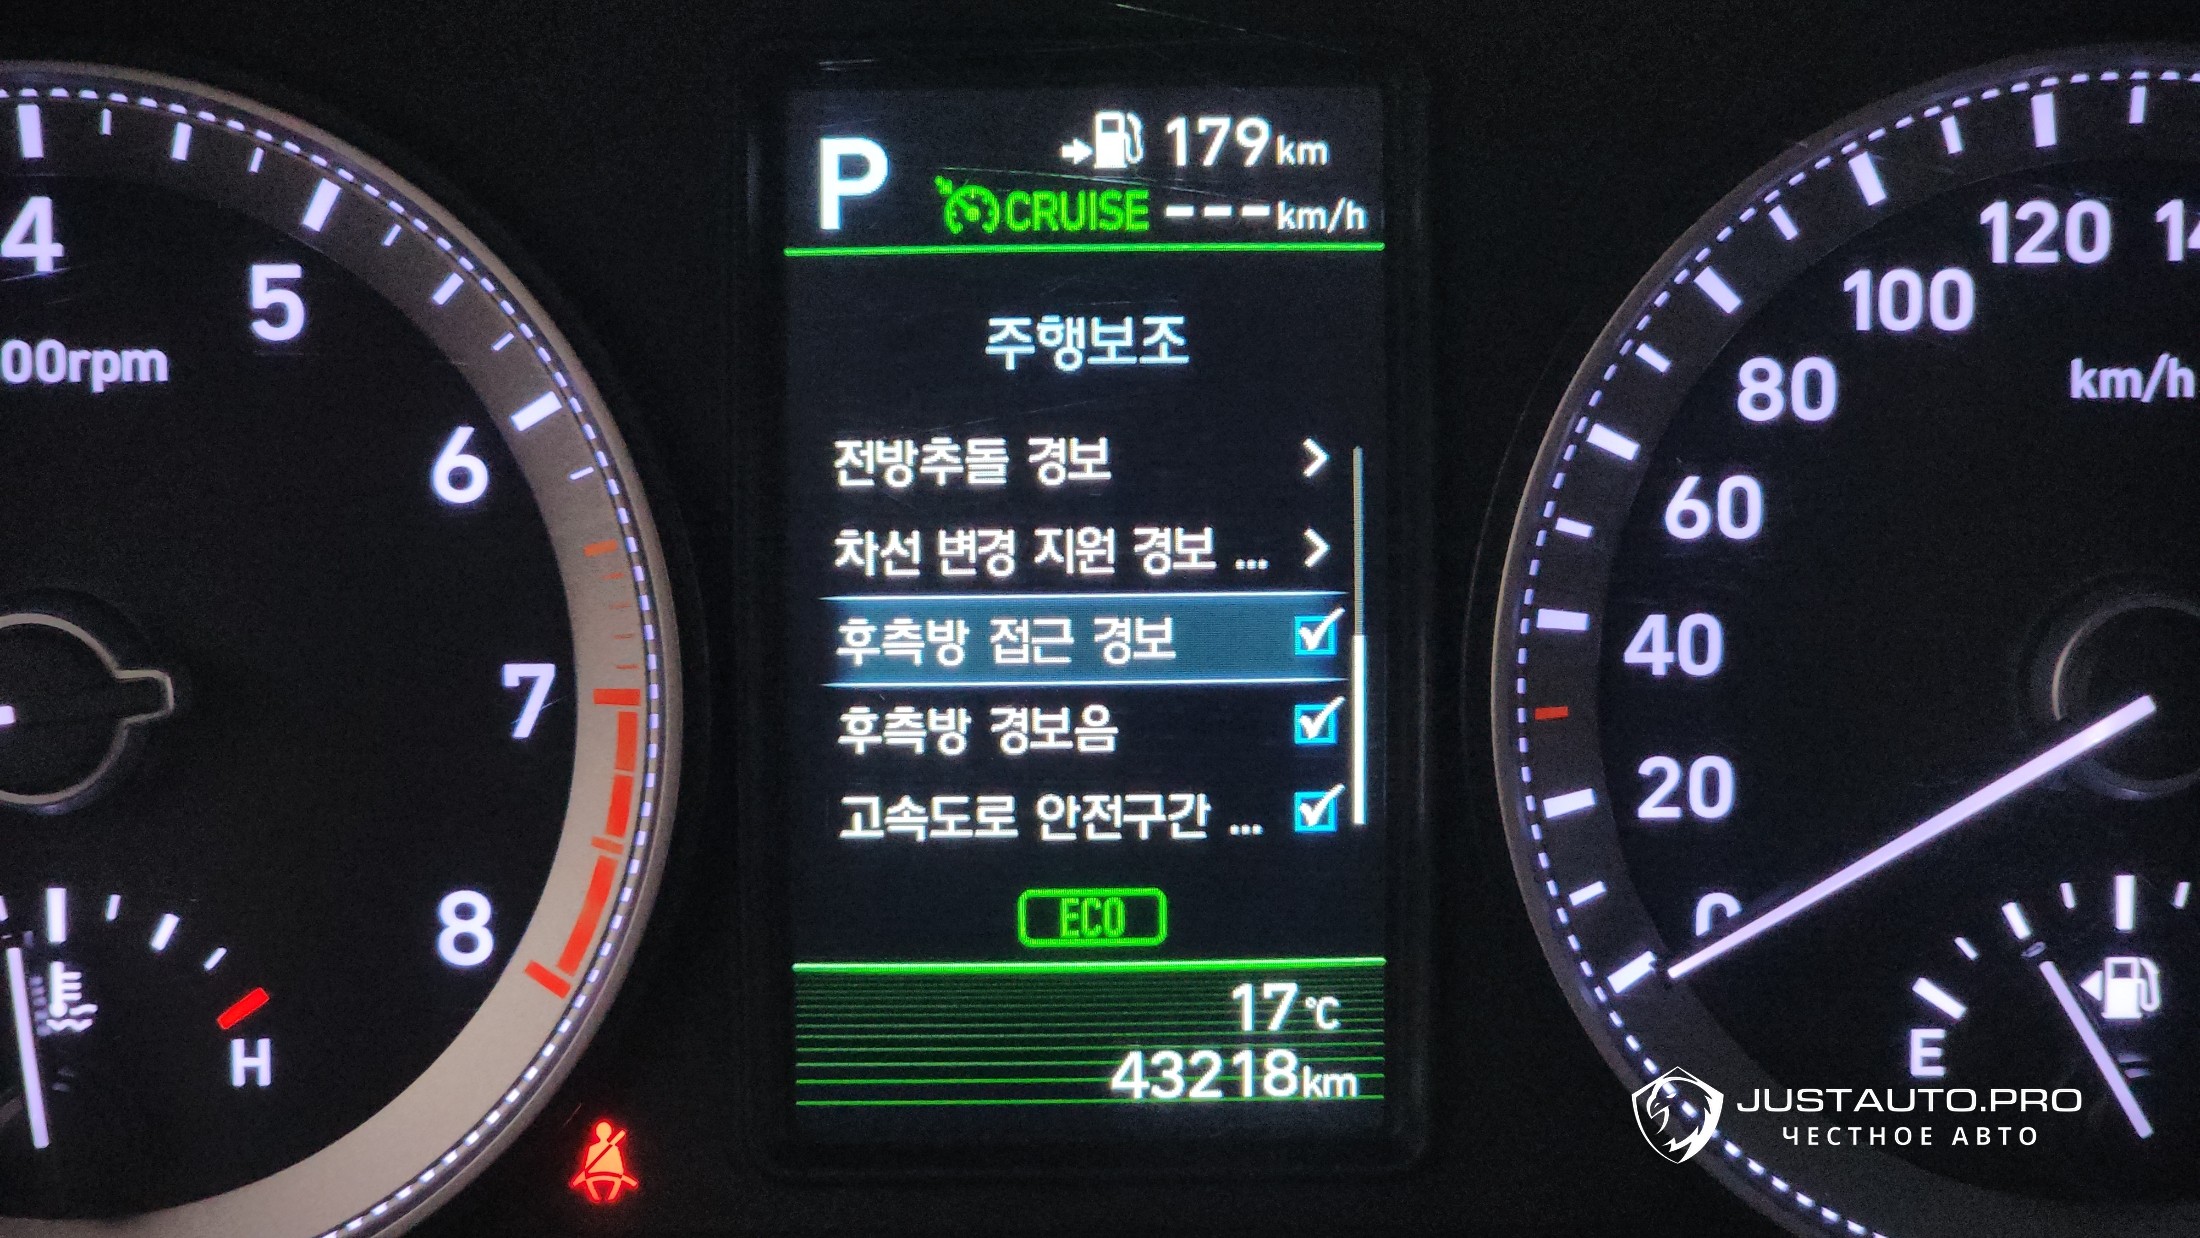 P
179km
CRUISE ---km/h
주행보조
전방추돌 경보
차선 변경 지원 경보 ...
후측방 접근 경보
후측방 경보음
고속도로 안전구간 ...
ECO
17℃
43218km
4
5
6
7
8
00rpm
H
120
100
80
60
40
20
0
km/h
E
JUSTAUTO.PRO
ЧЕСТНОЕ АВТО